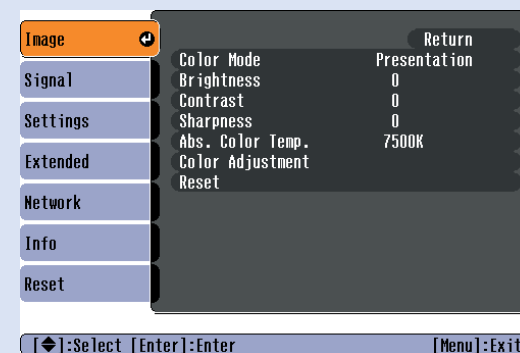 Image
Signal
Settings
Extended
Network
Info
Reset
Return
Color Mode Presentation
Brightness 0
Contrast 0
Sharpness 0
Abs. Color Temp. 7500K
Color Adjustment
Reset
[◆]:Select [Enter]:Enter [Menu]:Exit